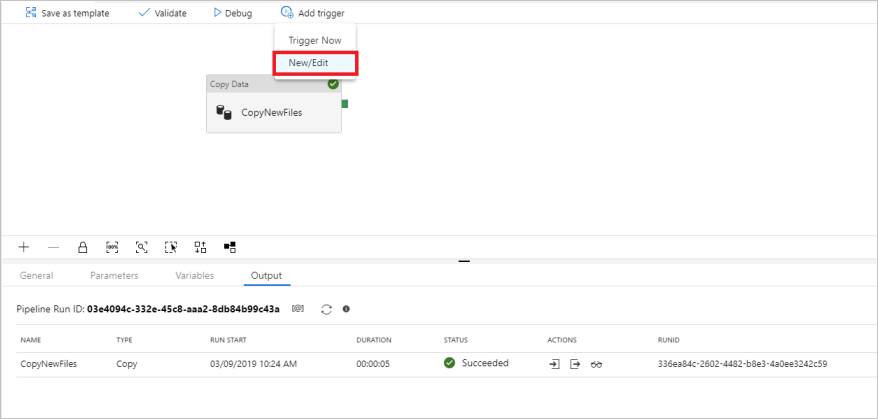 Save as template Validate Debug Add trigger
Trigger Now
New/Edit
Copy Data
CopyNewFiles
General Parameters Variables Output
Pipeline Run ID: 03e4094c-332e-45c8-aaa2-8db84b99c43a
NAME TYPE RUN START DURATION STATUS ACTIONS RUNID
CopyNewFiles Copy 03/09/2019 10:24 AM 00:00:05 Succeeded 336ea84c-2602-4482-b8e3-4a0ee3242c59